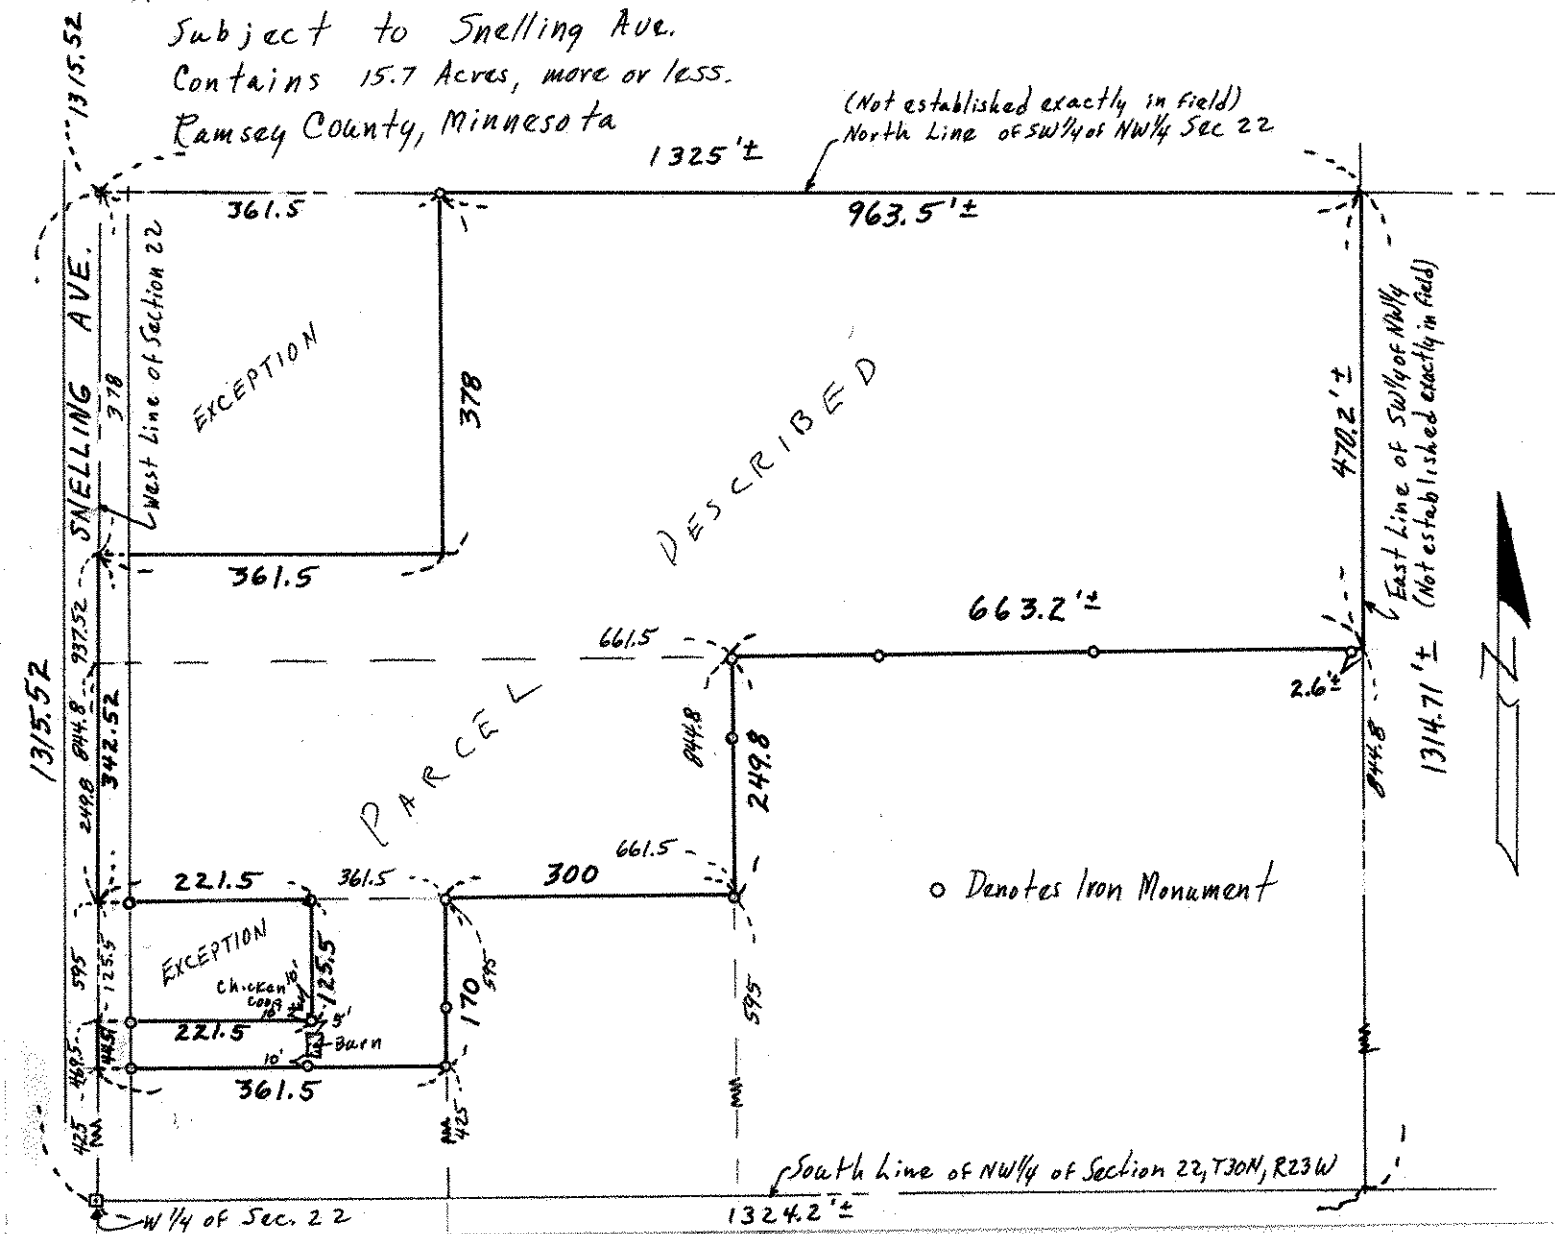 Subject to Snelling Ave.
Contains 15.7 Acres, more or less.
Ramsey County, Minnesota
1315.52
(Not established exactly in Field)
North Line of SW1/4 of NW1/4 Sec 22
1325'±
361.5
963.5'±
SNELLING AVE.
378
West Line of Section 22
EXCEPTION
378
361.5
PARCEL DESCRIBED
470.2'±
East Line of SW1/4 of NW1/4
(Not established exactly in Field)
663.2'±
661.5
2.6'±
1315.52
937.52
844.8
249.8
342.52
844.8
249.8
844.8
1314.71'±
221.5
361.5
300
661.5
o Denotes Iron Monument
EXCEPTION
Chicken
Coop
16'
125.5
595
125.5
170
595
595
221.5
5'
Barn
10'
469.5
44.5
361.5
425
425
South Line of NW1/4 of Section 22, T30N, R23W
1324.2'±
W 1/4 of Sec. 22
N